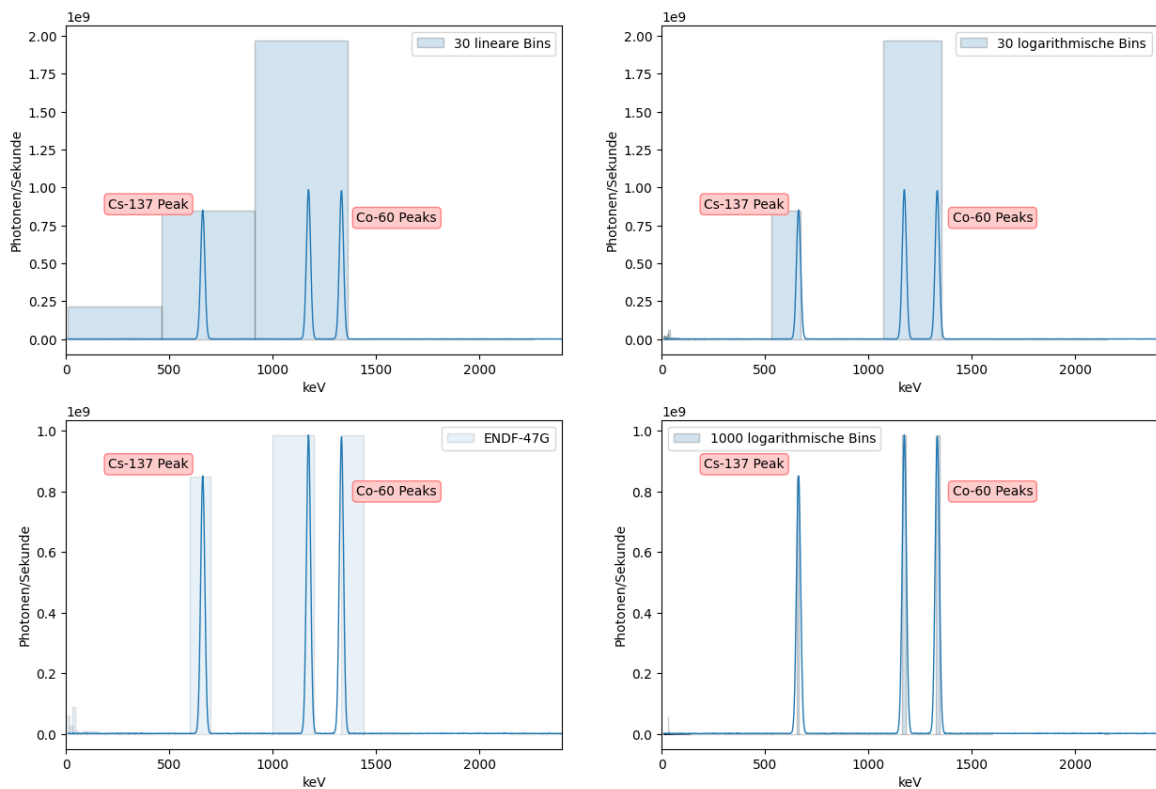 1e9
30 lineare Bins
2.00
1.75
1.50
1.25
1.00
0.75
0.50
0.25
0.00
Photonen/Sekunde
Cs-137 Peak
Co-60 Peaks
0 500 1000 1500 2000
keV
1e9
30 logarithmische Bins
2.00
1.75
1.50
1.25
1.00
0.75
0.50
0.25
0.00
Photonen/Sekunde
Cs-137 Peak
Co-60 Peaks
0 500 1000 1500 2000
keV
1e9
ENDF-47G
1.0
0.8
0.6
0.4
0.2
0.0
Photonen/Sekunde
Cs-137 Peak
Co-60 Peaks
0 500 1000 1500 2000
keV
1e9
1000 logarithmische Bins
1.0
0.8
0.6
0.4
0.2
0.0
Photonen/Sekunde
Cs-137 Peak
Co-60 Peaks
0 500 1000 1500 2000
keV